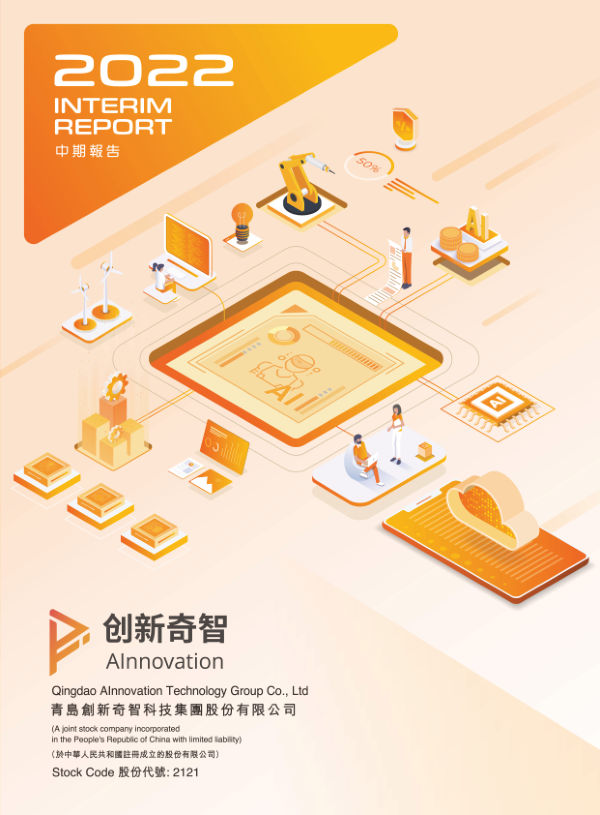 2022
INTERIM
REPORT
中期報告
50%
AI
AI
AI
创新奇智
AInnovation
Qingdao AInnovation Technology Group Co., Ltd
青島創新奇智科技集團股份有限公司
(A joint stock company incorporated
in the People's Republic of China with limited liability)
（於中華人民共和國註冊成立的股份有限公司）
Stock Code 股份代號: 2121